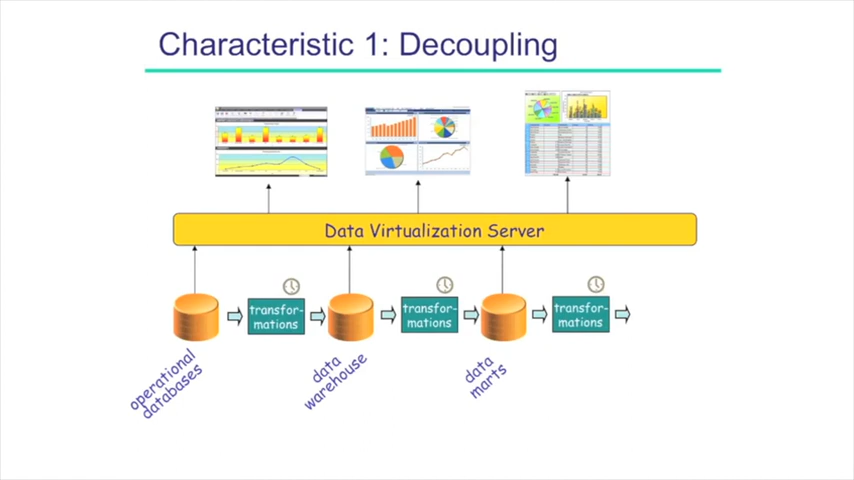 Characteristic 1: Decoupling
Data Virtualization Server
transfor-
mations
transfor-
mations
transfor-
mations
operational
databases
data
warehouse
data
marts